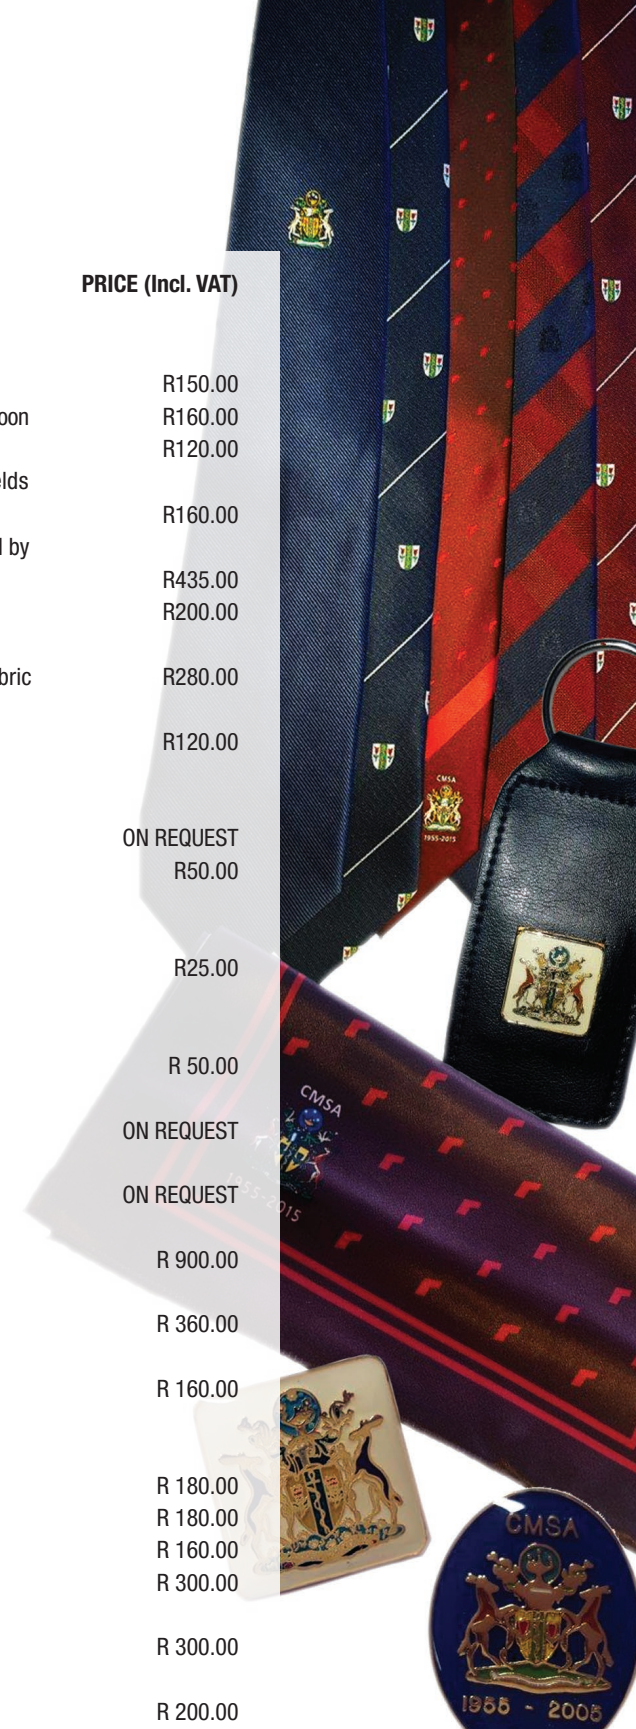 PRICE (Incl. VAT)
R150.00
oon R160.00
R120.00
elds
R160.00
l by
R435.00
R200.00
bric R280.00
R120.00
ON REQUEST
R50.00
R25.00
R 50.00
ON REQUEST
ON REQUEST
R 900.00
R 360.00
R 160.00
R 180.00
R 180.00
R 160.00
R 300.00
R 300.00
R 200.00
CMSA
1955-2015
CMSA
1955-2015
CMSA
1955 - 2005